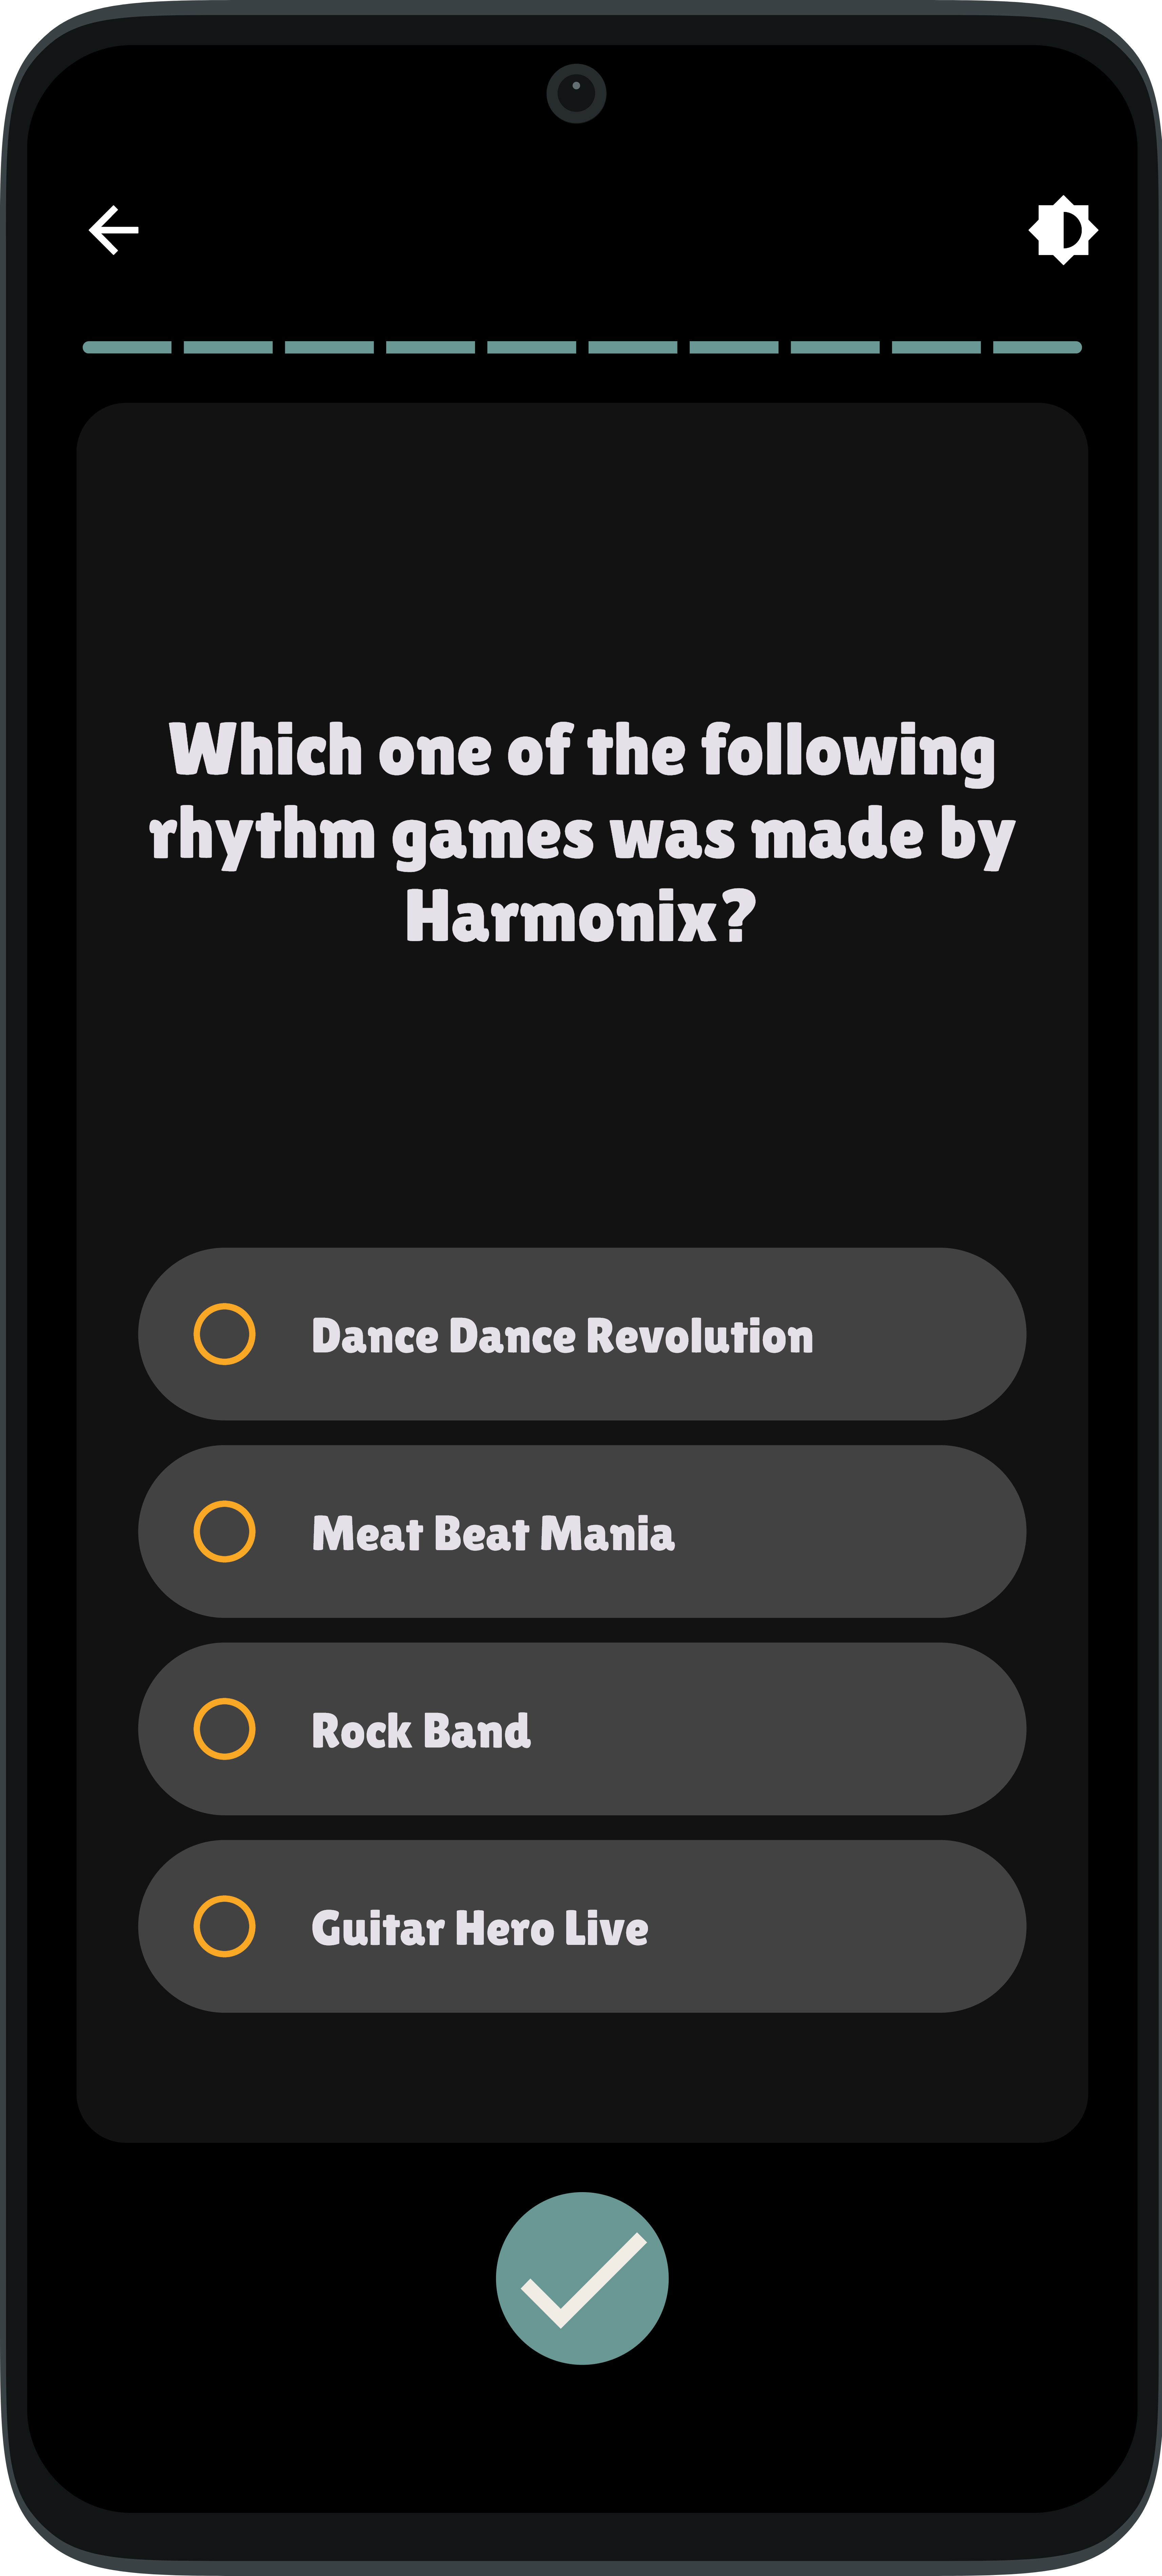 Which one of the following
rhythm games was made by
Harmonix?
Dance Dance Revolution
Meat Beat Mania
Rock Band
Guitar Hero Live